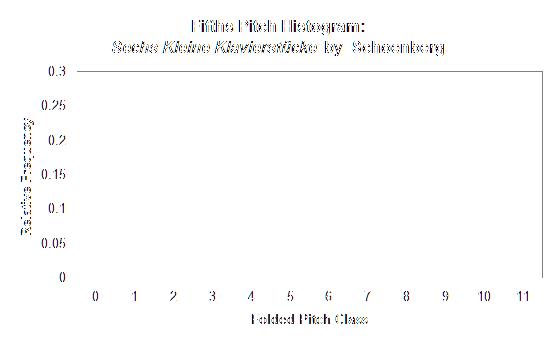 Fifths Pitch Histogram:
Sechs Kleine Klavierstücke by Schoenberg
0.3
0.25
0.2
0.15
0.1
0.05
0
Relative Frequency
0 1 2 3 4 5 6 7 8 9 10 11
Folded Pitch Class